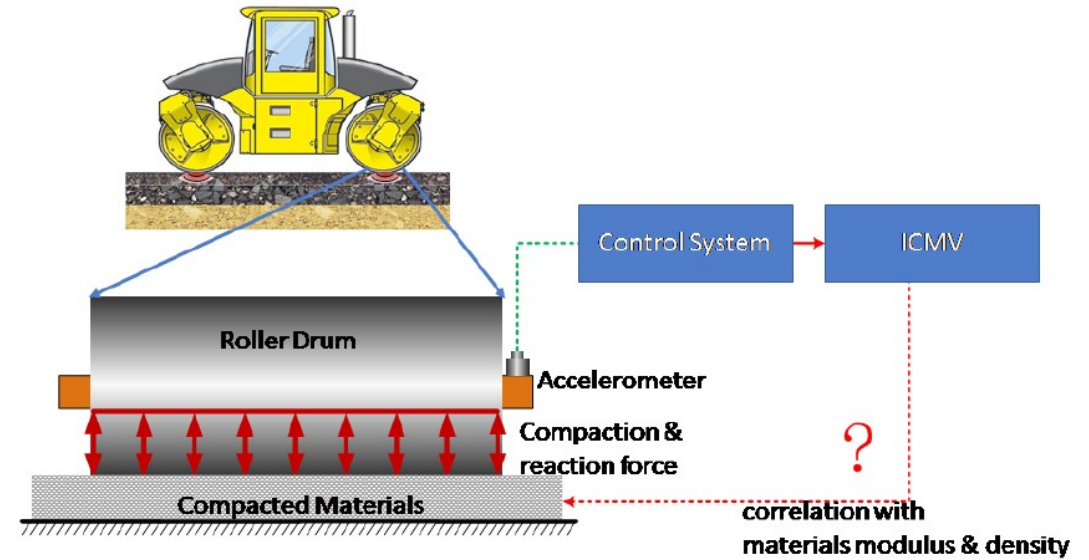 Control System
ICMV
Roller Drum
Accelerometer
Compaction &
reaction force
?
Compacted Materials
correlation with
materials modulus & density